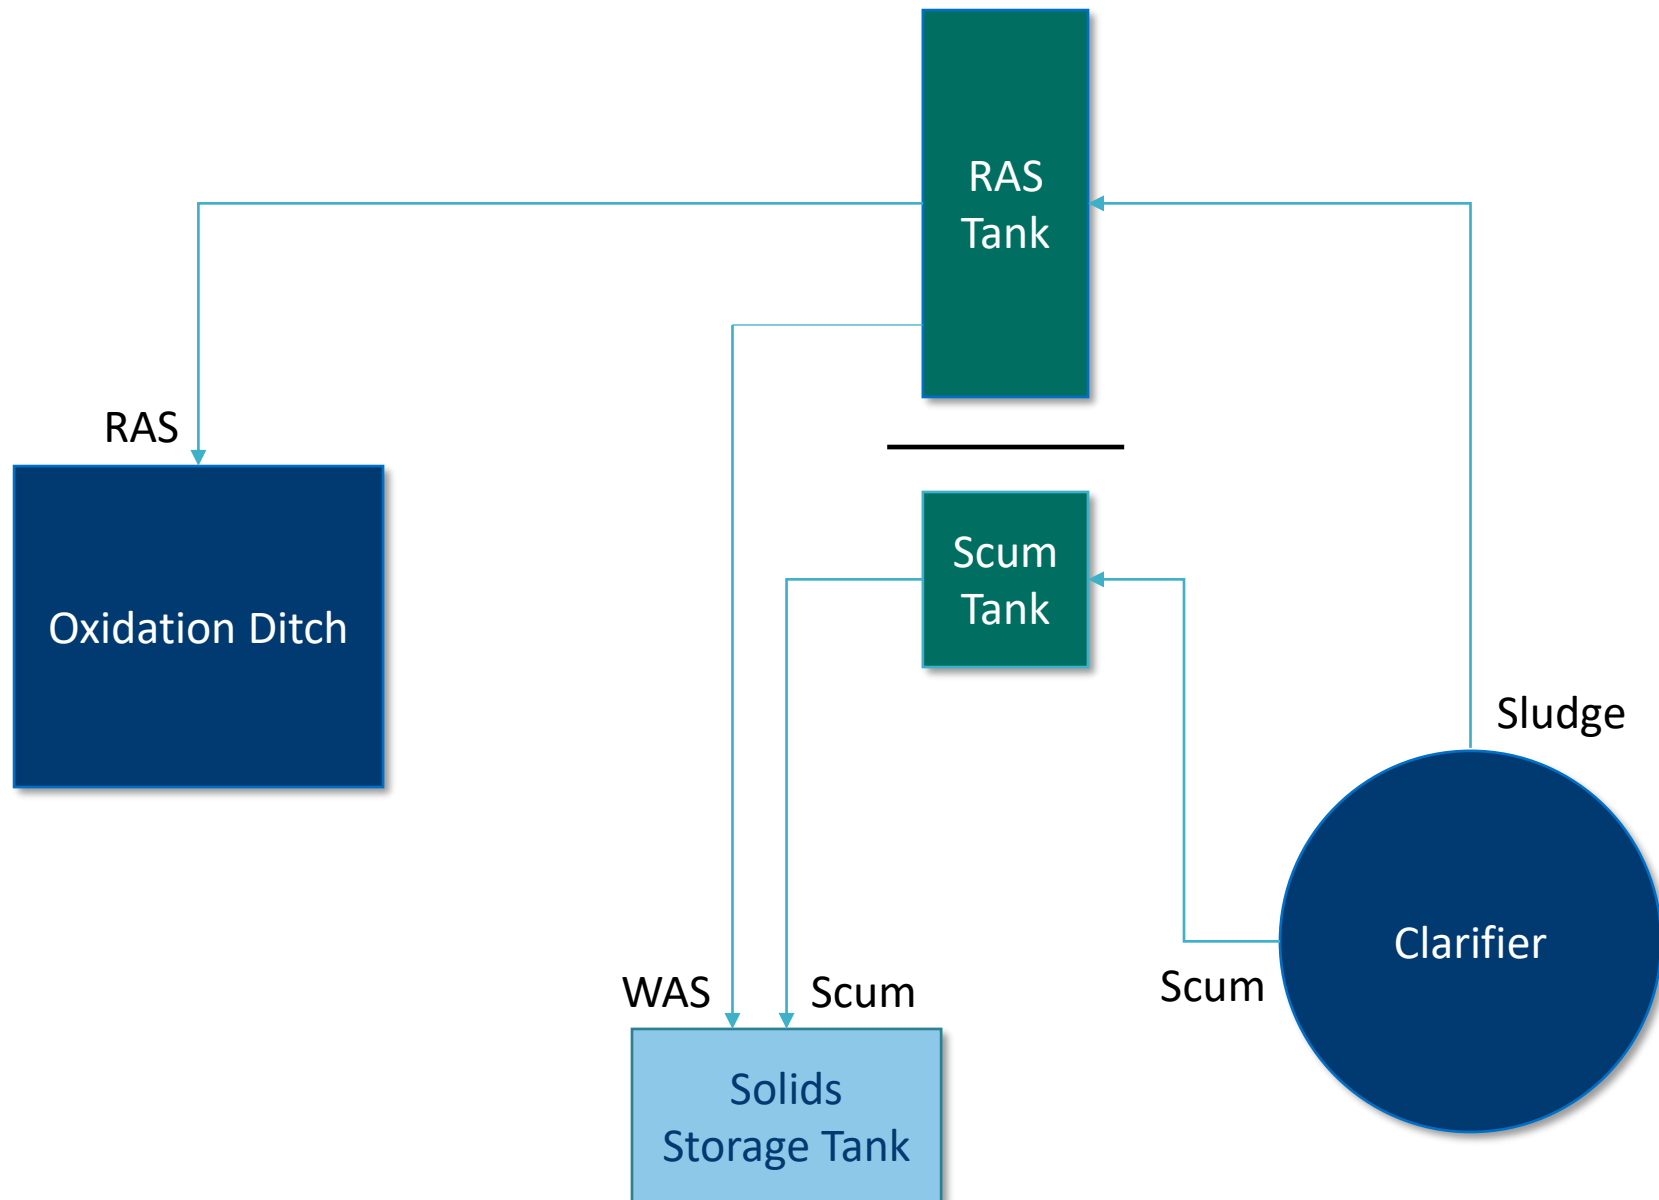 RAS
Tank
RAS
Scum
Tank
Oxidation Ditch
Sludge
Clarifier
Scum
WAS
Scum
Solids
Storage Tank